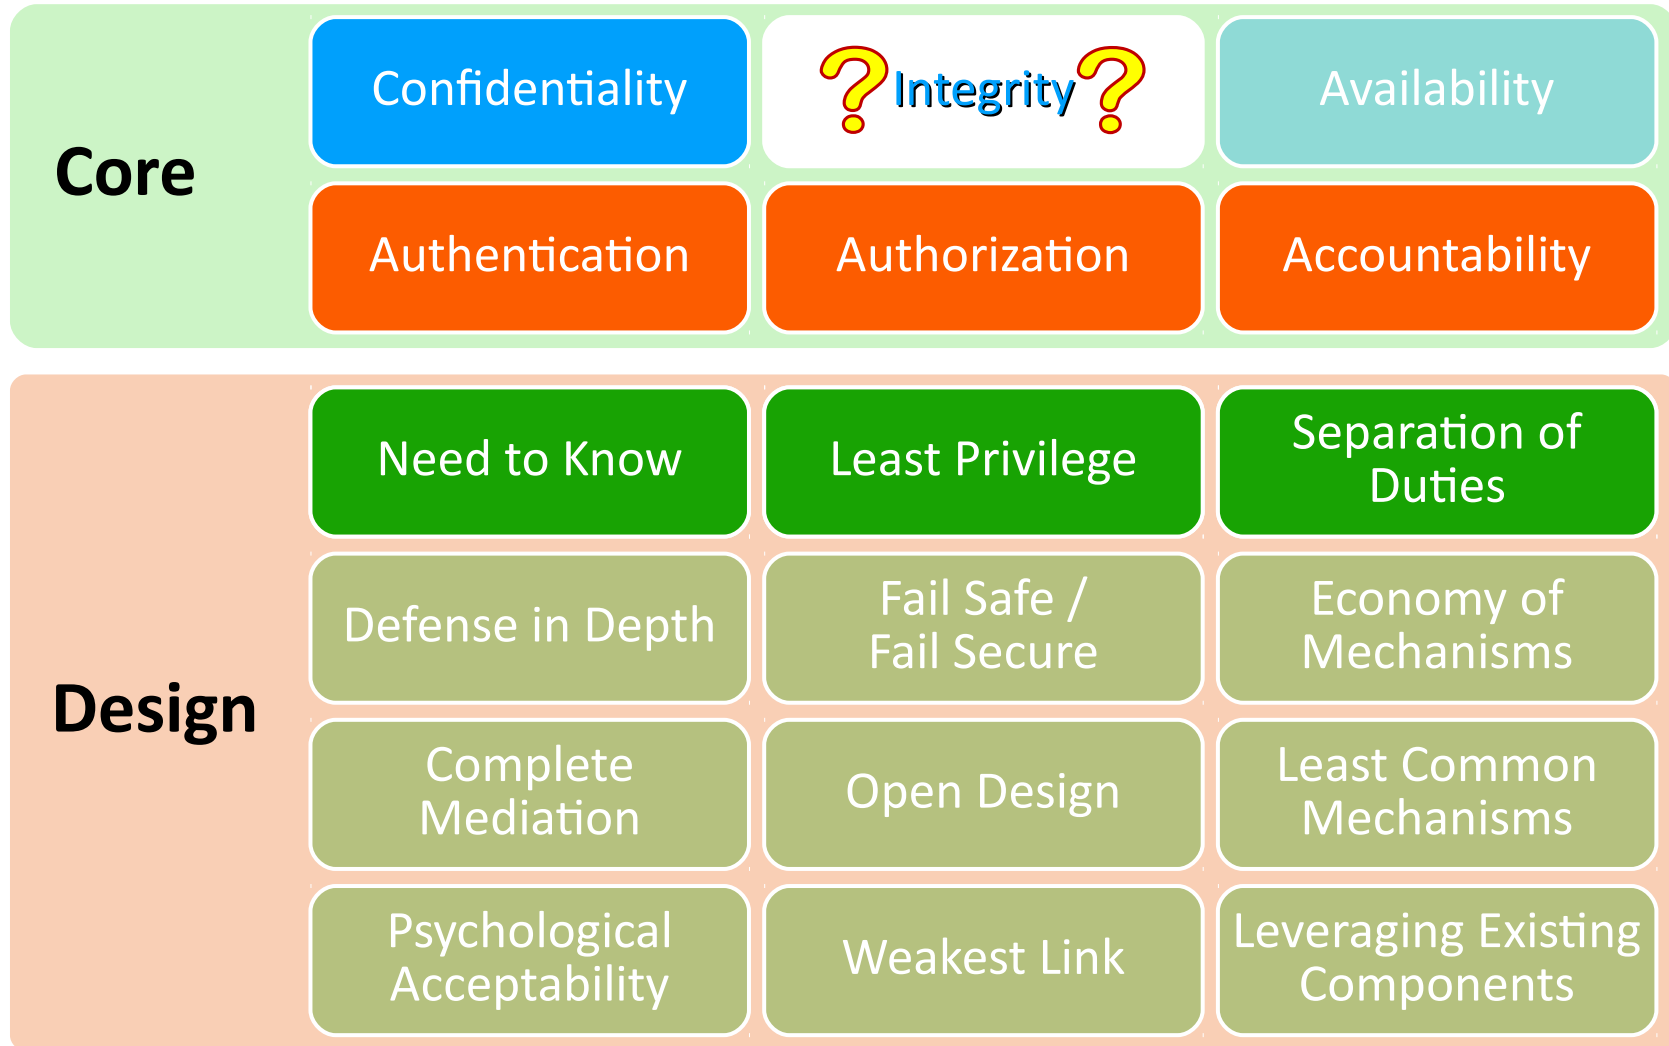 Core
Confidentiality
? Integrity ?
Availability
Authentication
Authorization
Accountability
Design
Need to Know
Least Privilege
Separation of
Duties
Defense in Depth
Fail Safe /
Fail Secure
Economy of
Mechanisms
Complete
Mediation
Open Design
Least Common
Mechanisms
Psychological
Acceptability
Weakest Link
Leveraging Existing
Components